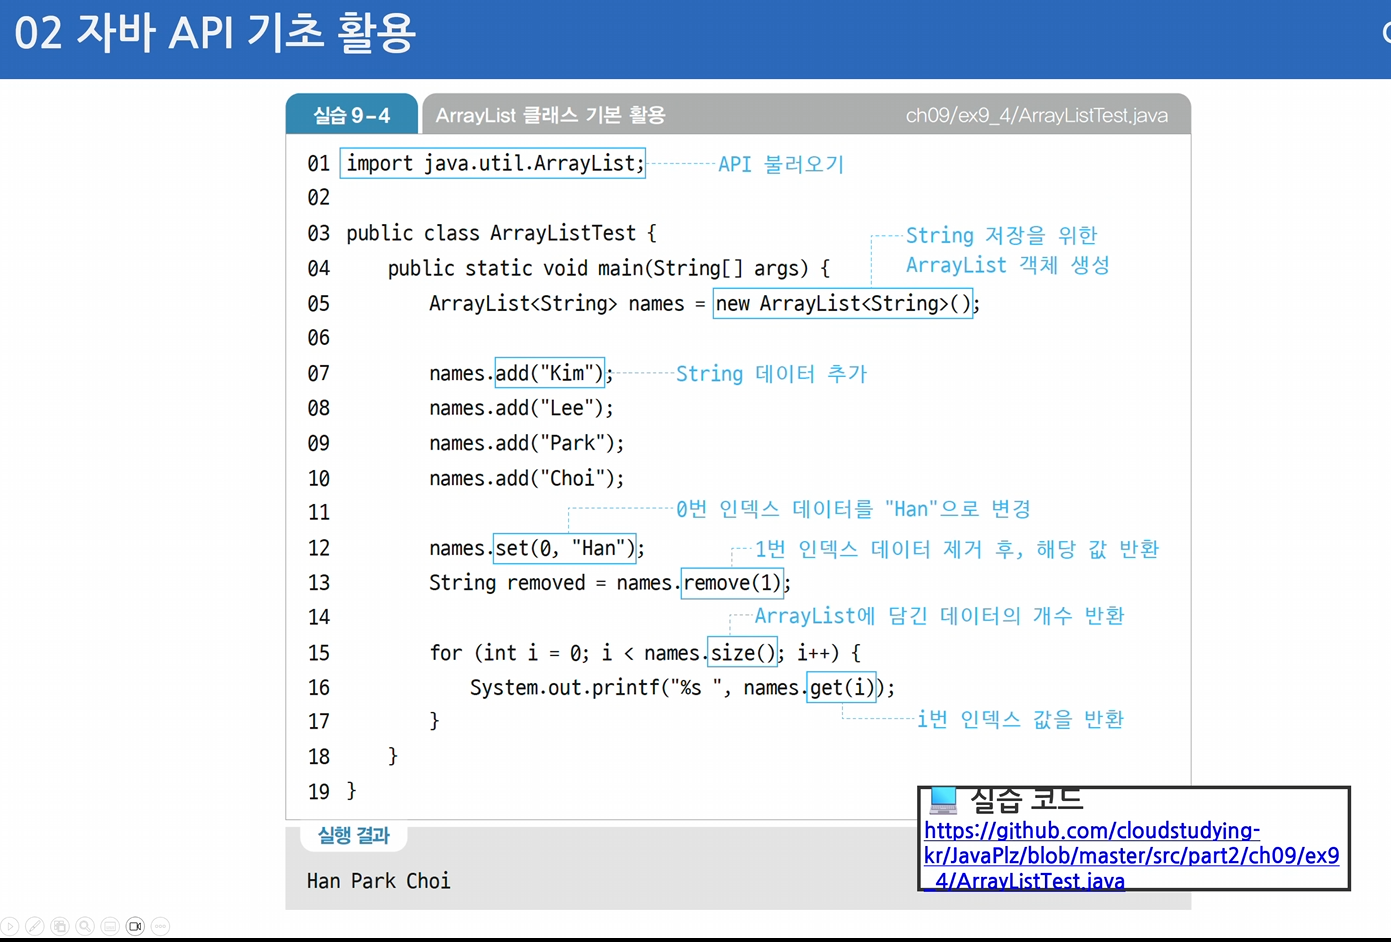 02 자바 API 기초 활용
실습 9-4 ArrayList 클래스 기본 활용 ch09/ex9_4/ArrayListTest.java
01 import java.util.ArrayList; API 불러오기
02
03 public class ArrayListTest { String 저장을 위한
04 public static void main(String[] args) { ArrayList 객체 생성
05 ArrayList<String> names = new ArrayList<String>();
06
07 names.add("Kim"); String 데이터 추가
08 names.add("Lee");
09 names.add("Park");
10 names.add("Choi");
11 0번 인덱스 데이터를 "Han"으로 변경
12 names.set(0, "Han"); 1번 인덱스 데이터 제거 후, 해당 값 반환
13 String removed = names.remove(1);
14 ArrayList에 담긴 데이터의 개수 반환
15 for (int i = 0; i < names.size(); i++) {
16 System.out.printf("%s ", names.get(i));
17 } i번 인덱스 값을 반환
18 }
19 }
실행 결과
Han Park Choi
실습 코드
https://github.com/cloudstudying-
kr/JavaPlz/blob/master/src/part2/ch09/ex9
_4/ArrayListTest.java